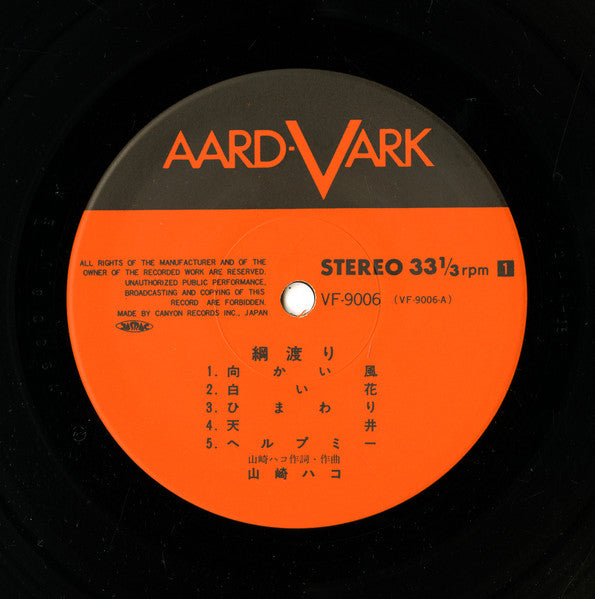 AARD-VARK
ALL RIGHTS OF THE MANUFACTURER AND OF THE
OWNER OF THE RECORDED WORK ARE RESERVED.
UNAUTHORIZED PUBLIC PERFORMANCE,
BROADCASTING AND COPYING OF THIS
RECORD ARE FORBIDDEN.
MADE BY CANYON RECORDS INC., JAPAN
STEREO 33 1/3 rpm 1
VF-9006 (VF-9006-A)
綱渡り
1. 向かい風
2. 白い花
3. ひまわり
4. 天井
5. ヘルプミー
山崎ハコ作詞・作曲
山崎ハコ